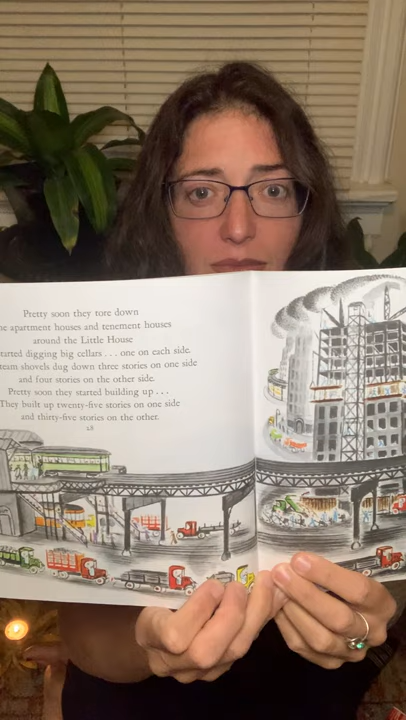 Pretty soon they tore down
apartment houses and tenement houses
around the Little House
started digging big cellars . . . one on each side.
steam shovels dug down three stories on one side
and four stories on the other side.
Pretty soon they started building up . . .
They built up twenty-five stories on one side
and thirty-five stories on the other.
28